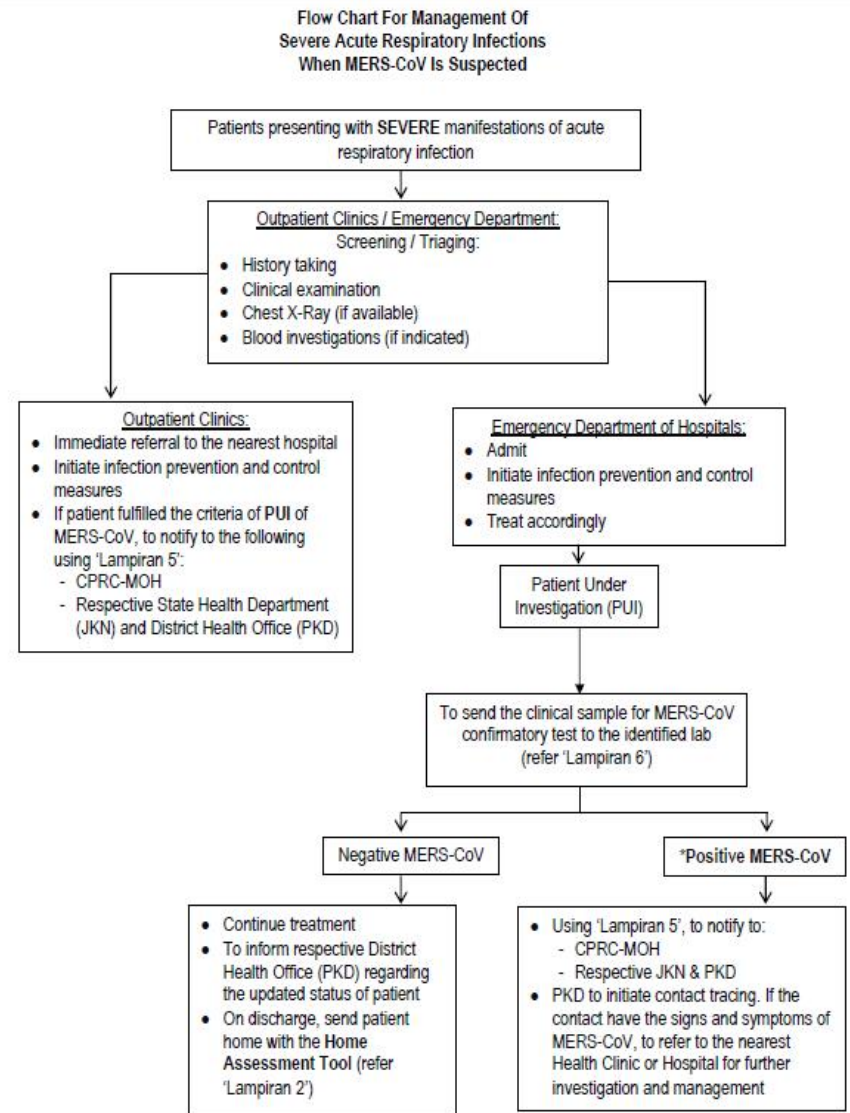 Flow Chart For Management Of
Severe Acute Respiratory Infections
When MERS-CoV Is Suspected
Patients presenting with SEVERE manifestations of acute
respiratory infection
Outpatient Clinics / Emergency Department:
Screening / Triaging:
● History taking
● Clinical examination
● Chest X-Ray (if available)
● Blood investigations (if indicated)
Outpatient Clinics:
● Immediate referral to the nearest hospital
● Initiate infection prevention and control
measures
● If patient fulfilled the criteria of PUI of
MERS-CoV, to notify to the following
using ‘Lampiran 5’:
- CPRC-MOH
- Respective State Health Department
(JKN) and District Health Office (PKD)
Emergency Department of Hospitals:
● Admit
● Initiate infection prevention and control
measures
● Treat accordingly
Patient Under
Investigation (PUI)
To send the clinical sample for MERS-CoV
confirmatory test to the identified lab
(refer ‘Lampiran 6’)
Negative MERS-CoV
*Positive MERS-CoV
● Continue treatment
● To inform respective District
Health Office (PKD) regarding
the updated status of patient
● On discharge, send patient
home with the Home
Assessment Tool (refer
‘Lampiran 2’)
● Using ‘Lampiran 5’, to notify to:
- CPRC-MOH
- Respective JKN & PKD
● PKD to initiate contact tracing. If the
contact have the signs and symptoms of
MERS-CoV, to refer to the nearest
Health Clinic or Hospital for further
investigation and management